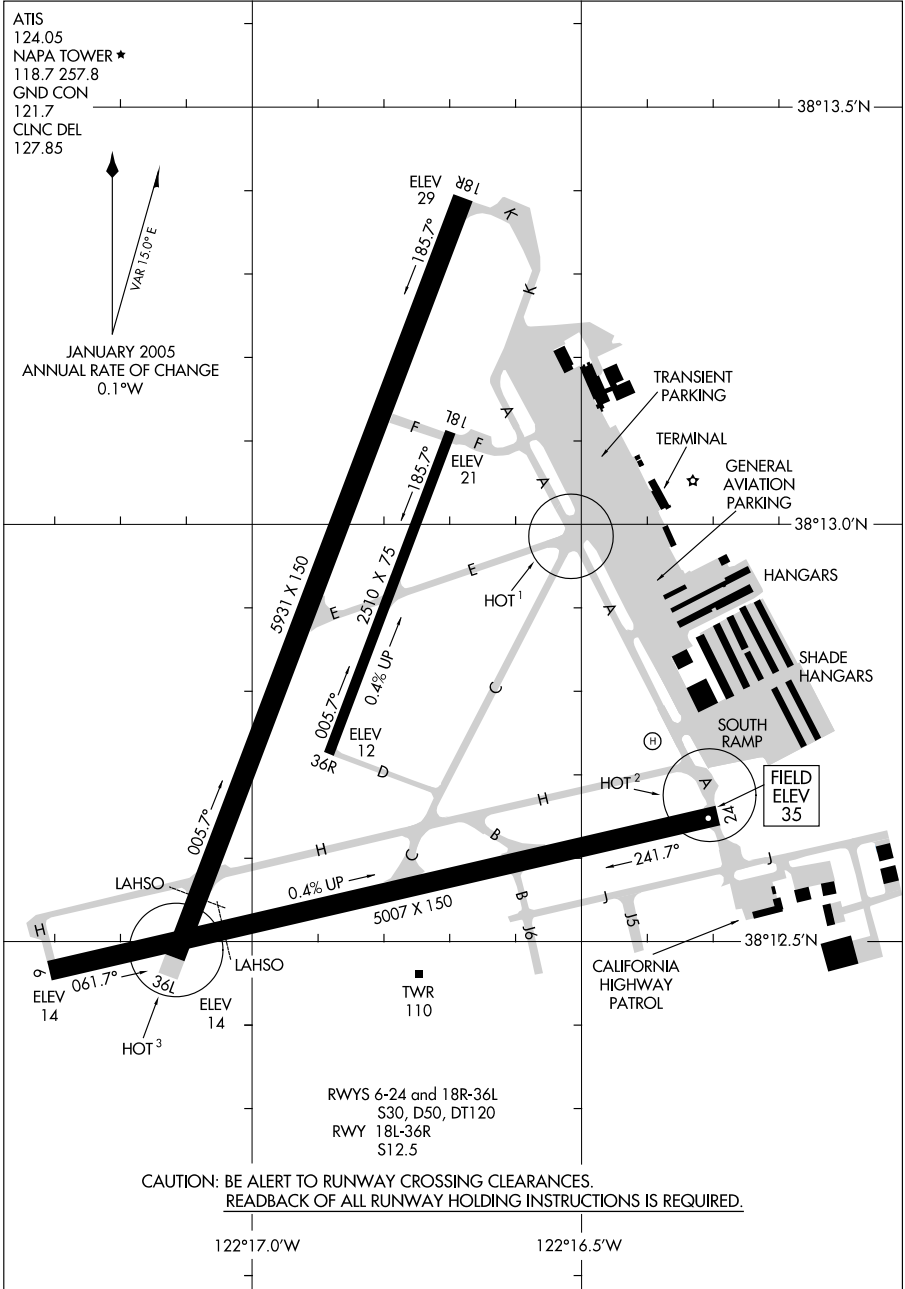 ATIS
124.05
NAPA TOWER ★
118.7 257.8
GND CON
121.7
CLNC DEL
127.85
38°13.5'N
VAR 15.0° E
JANUARY 2005
ANNUAL RATE OF CHANGE
0.1°W
ELEV
29
18R
185.7°
K
K
TRANSIENT
PARKING
A
F
18L
F
ELEV
21
185.7°
TERMINAL
GENERAL
AVIATION
PARKING
A
38°13.0'N
5931 X 150
2510 X 75
E
E
HOT 1
A
HANGARS
SHADE
HANGARS
C
005.7°
0.4% UP
ELEV
12
36R
D
H
SOUTH
RAMP
HOT 2
A
FIELD
ELEV
35
24
H
B
005.7°
H
C
241.7°
LAHSO
0.4% UP
5007 X 150
J
B
J
J5
J6
H
38°12.5'N
LAHSO
6
061.7°
36L
ELEV
14
ELEV
14
HOT 3
TWR
110
CALIFORNIA
HIGHWAY
PATROL
RWYS 6-24 and 18R-36L
S30, D50, DT120
RWY 18L-36R
S12.5
CAUTION: BE ALERT TO RUNWAY CROSSING CLEARANCES.
READBACK OF ALL RUNWAY HOLDING INSTRUCTIONS IS REQUIRED.
122°17.0'W
122°16.5'W